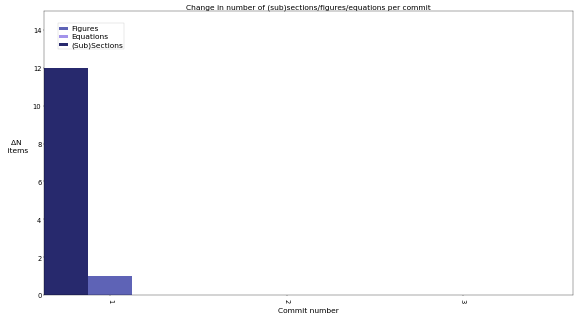 Change in number of (sub)sections/figures/equations per commit
Figures
Equations
(Sub)Sections
14
12
10
8
6
4
2
0
ΔN
items
1
2
3
Commit number